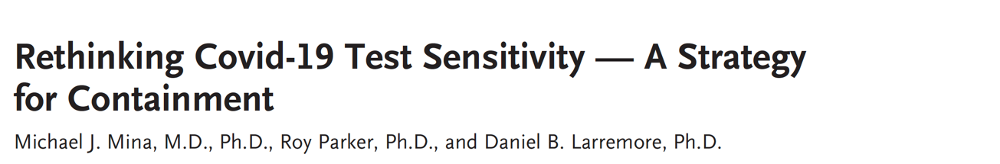 Rethinking Covid-19 Test Sensitivity — A Strategy
for Containment
Michael J. Mina, M.D., Ph.D., Roy Parker, Ph.D., and Daniel B. Larremore, Ph.D.